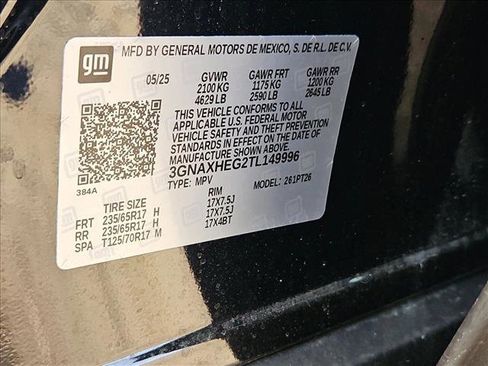 gm
MFD BY GENERAL MOTORS DE MEXICO, S. DE R.L. DE C.V.
05/25 GVWR GAWR FRT GAWR RR
2100 KG 1175 KG 1200 KG
4629 LB 2590 LB 2645 LB
THIS VEHICLE CONFORMS TO ALL
APPLICABLE U.S. FEDERAL MOTOR
VEHICLE SAFETY AND THEFT PREVENTION
STANDARDS IN EFFECT ON THE DATE OF
MANUFACTURE SHOWN ABOVE.
3GNAXHEG2TL149996
TYPE: MPV MODEL: 261PT26
384A
TIRE SIZE RIM
FRT 235/65R17 H 17X7.5J
RR 235/65R17 H 17X7.5J
SPA T125/70R17 M 17X4BT